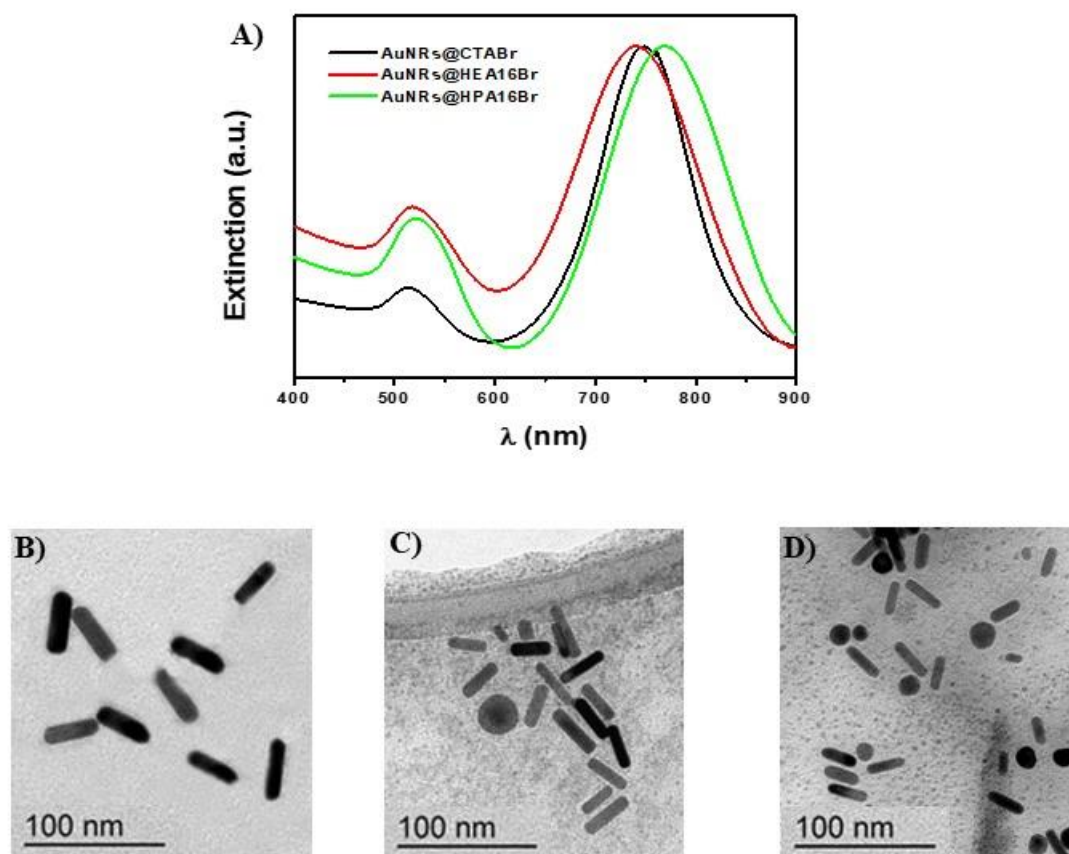 A)
AuNRs@CTABr
AuNRs@HEA16Br
AuNRs@HPA16Br
Extinction (a.u.)
400 500 600 700 800 900
λ (nm)
B) C) D)
100 nm 100 nm 100 nm